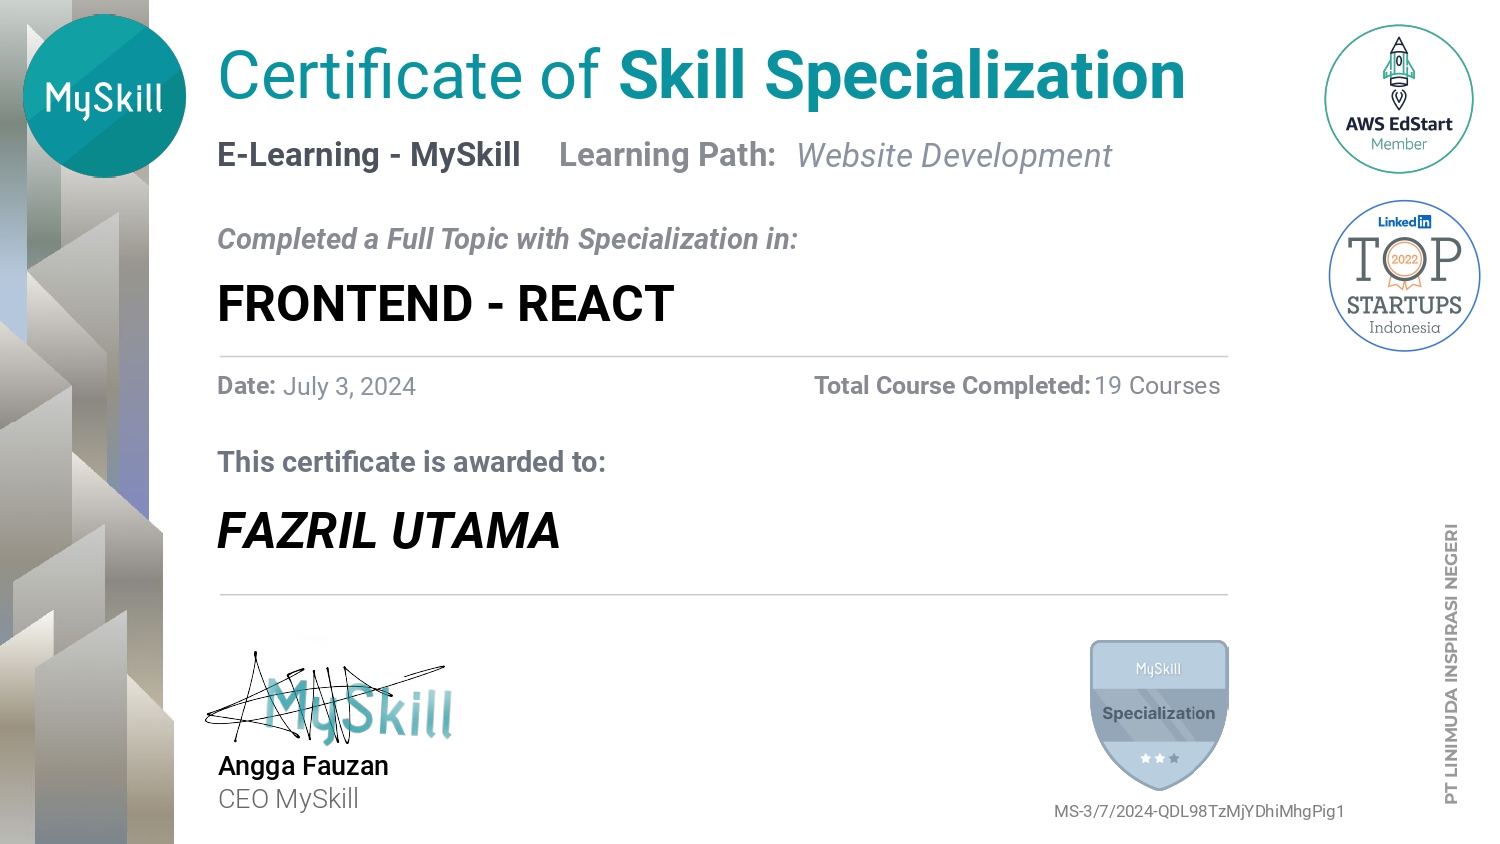 MySkill
Certificate of Skill Specialization
E-Learning - MySkill Learning Path: Website Development
AWS EdStart
Member
Completed a Full Topic with Specialization in:
FRONTEND - REACT
LinkedIn
TOP
2022
STARTUPS
Indonesia
Date: July 3, 2024
Total Course Completed: 19 Courses
This certificate is awarded to:
FAZRIL UTAMA
MySkill
Angga Fauzan
CEO MySkill
MySkill
Specialization
MS-3/7/2024-QDL98TzMjYDhiMhgPig1
PT LINIMUDA INSPIRASI NEGERI